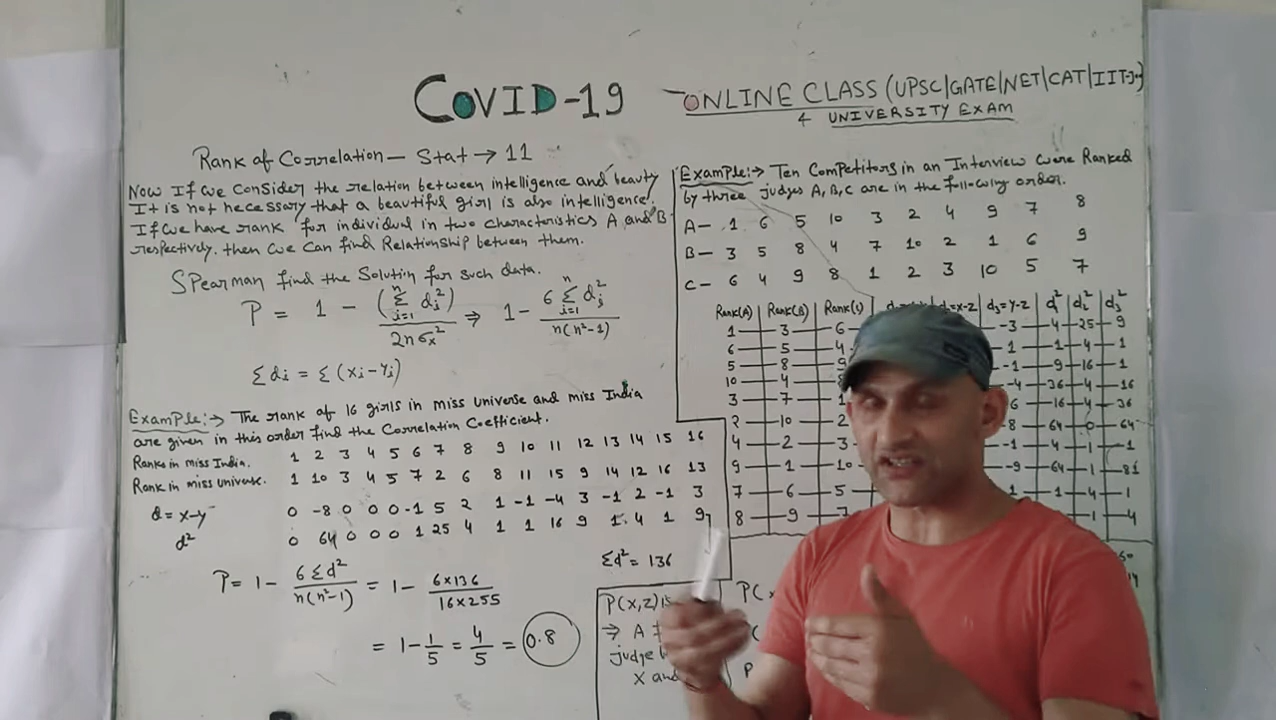 COVID-19
ONLINE CLASS (UPSC/GATE/NET/CAT/IIT-J
& UNIVERSITY EXAM
Rank of Correlation — Stat → 11
Now If we Consider the relation between intelligence and beauty
It is not necessary that a beautiful girl is also intelligence.
If we have rank for individual in two characteristics A and B
respectively. then we can find Relationship between them.
Spearman find the Solution for such data.
P = 1 - (Σ_{i=1}^{n} d_i²) / 2nσ_x² ⇒ 1 - 6 Σ_{i=1}^{n} d_i² / n(n²-1)
Σdi = Σ(xi-yi)
Example:→ The rank of 16 girls in miss universe and miss India
are given in this order find the Correlation Coefficient.
Ranks in miss India. 1 2 3 4 5 6 7 8 9 10 11 12 13 14 15 16
Rank in miss universe. 1 10 3 4 5 7 2 6 8 11 15 9 14 12 16 13
d = x-y 0 -8 0 0 0 -1 5 2 1 -1 -4 3 -1 2 -1 3
d² 0 64 0 0 0 1 25 4 1 1 16 9 1 4 1 9
Σd² = 136
P = 1 - 6Σd² / n(n²-1) = 1 - 6×136 / 16×255
= 1 - 1/5 = 4/5 = 0.8
Example:→ Ten Competitors in an Interview were Ranked
by three judges A, B, C are in the following order.
A — 1 6 5 10 3 2 4 9 7 8
B — 3 5 8 4 7 10 2 1 6 9
C — 6 4 9 8 1 2 3 10 5 7
Rank(A) Rank(B) Rank(C) =x-z d₃=y-z d₁² d₂² d₃²
1 — 3 — 6 -3 — 4 — 25 — 9
6 — 5 — 4 1 — 1 — 4 — 1
5 — 8 — 9 -1 — 9 — 16 — 1
10 — 4 -4 — 36 — 4 — 16
3 — 7 — 1 6 — 16 — 4 — 36
2 — 10 — 2 8 — 64 — 0 — 64
4 — 2 — 3 -1 — 4 — 1 — 1
9 — 1 — 10 -9 — 64 — 1 — 81
7 — 6 — 5 1 — 1 — 4 — 1
8 — 9 — 7 1 — 4
P(x,z) is
⇒ A
judge
X and